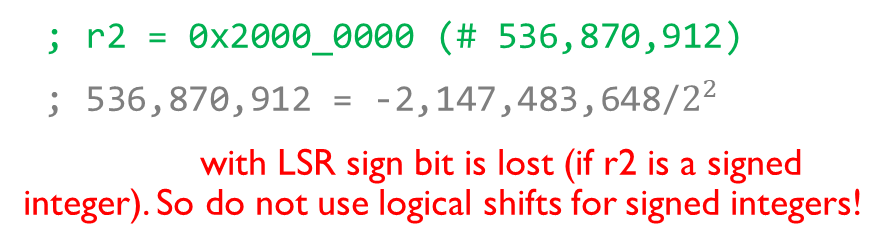 ; r2 = 0x2000_0000 (# 536,870,912)
; 536,870,912 = -2,147,483,648/2²
with LSR sign bit is lost (if r2 is a signed
integer). So do not use logical shifts for signed integers!